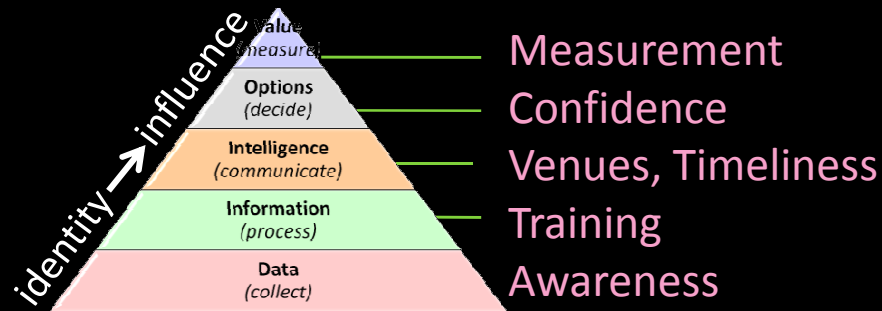 Value
(measure)
Measurement
Options
(decide)
Confidence
Intelligence
(communicate)
Venues, Timeliness
Information
(process)
Training
Data
(collect)
Awareness
identity → influence